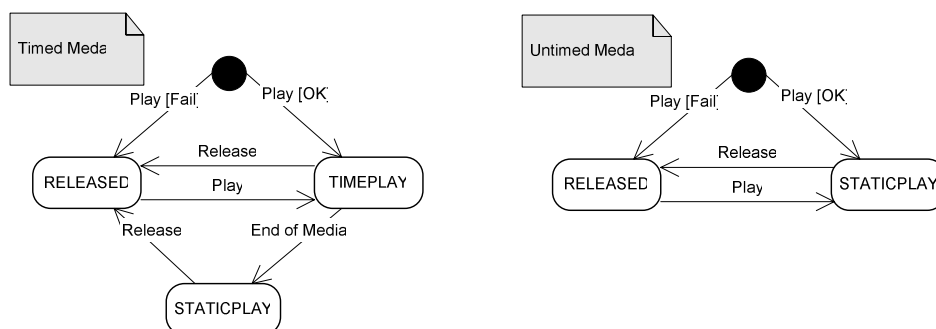 Timed Meda
Play [Fail]
Play [OK]
Release
RELEASED
Play
TIMEPLAY
Release
End of Media
STATICPLAY
Untimed Meda
Play [Fail]
Play [OK]
Release
RELEASED
Play
STATICPLAY